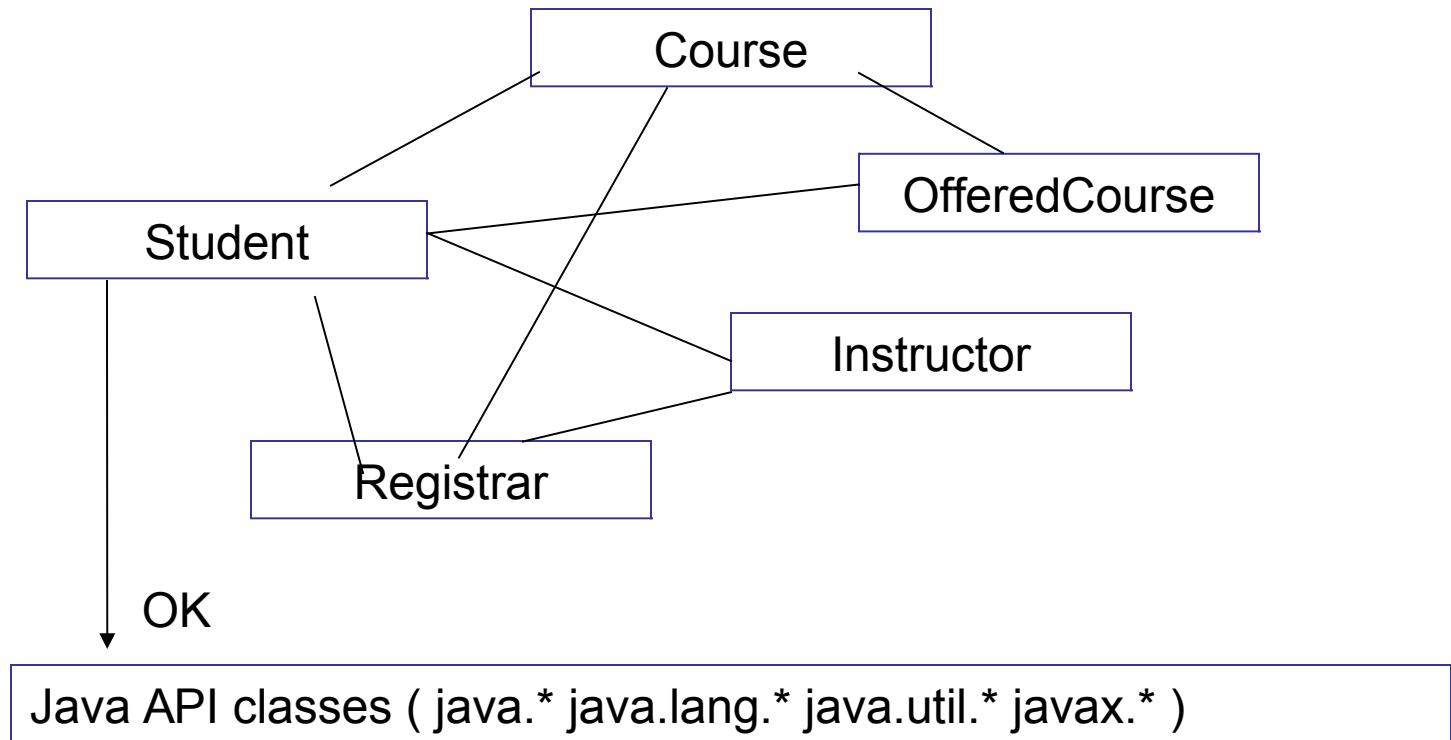 Course
OfferedCourse
Student
Instructor
Registrar
OK
Java API classes ( java.* java.lang.* java.util.* javax.* )